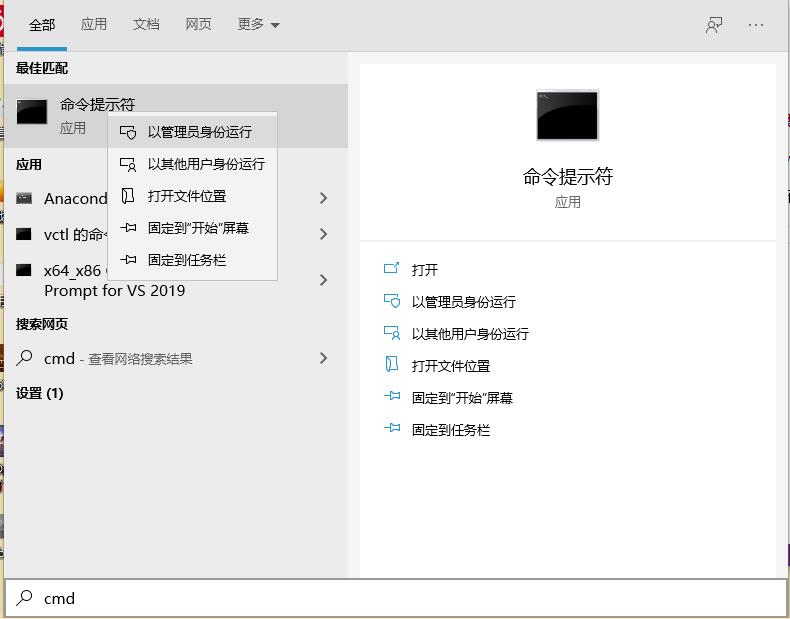 全部 应用 文档 网页 更多
最佳匹配
命令提示符
应用
以管理员身份运行
以其他用户身份运行
打开文件位置
固定到“开始”屏幕
固定到任务栏
应用
Anacond
vctl 的命
x64_x86
Prompt for VS 2019
搜索网页
cmd - 查看网络搜索结果
设置 (1)
命令提示符
应用
打开
以管理员身份运行
以其他用户身份运行
打开文件位置
固定到“开始”屏幕
固定到任务栏
cmd